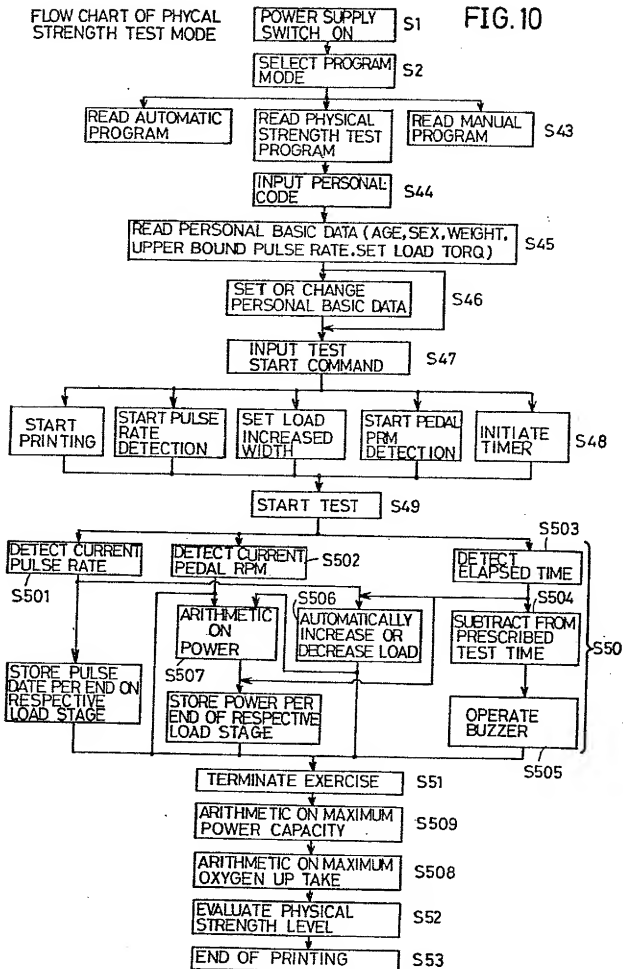 FLOW CHART OF PHYCAL
STRENGTH TEST MODE
FIG.10
POWER SUPPLY
SWITCH ON
S1
SELECT PROGRAM
MODE
S2
READ AUTOMATIC
PROGRAM
READ PHYSICAL
STRENGTH TEST
PROGRAM
READ MANUAL
PROGRAM
S43
INPUT PERSONAL
CODE
S44
READ PERSONAL BASIC DATA (AGE,SEX,WEIGHT,
UPPER BOUND PULSE RATE.SET LOAD TORQ)
S45
SET OR CHANGE
PERSONAL BASIC DATA
S46
INPUT TEST
START COMMAND
S47
START
PRINTING
START PULSE
RATE
DETECTION
SET LOAD
INCREASED
WIDTH
START PEDAL
PRM
DETECTION
INITIATE
TIMER
S48
START TEST
S49
DETECT CURRENT
PULSE RATE
S501
DETECT CURRENT
PEDAL RPM
S502
S503
DETECT
ELAPSED TIME
ARITHMETIC
ON
POWER
S507
S506
AUTOMATICALLY
INCREASE OR
DECREASE LOAD
S504
SUBTRACT FROM
PRESCRIBED
TEST TIME
S50
STORE PULSE
DATE PER END ON
RESPECTIVE
LOAD STAGE
STORE POWER PER
END OF RESPECTIVE
LOAD STAGE
OPERATE
BUZZER
S505
TERMINATE EXERCISE
S51
ARITHMETIC ON MAXIMUM
POWER CAPACITY
S509
ARITHMETIC ON MAXIMUM
OXYGEN UP TAKE
S508
EVALUATE PHYSICAL
STRENGTH LEVEL
S52
END OF PRINTING
S53